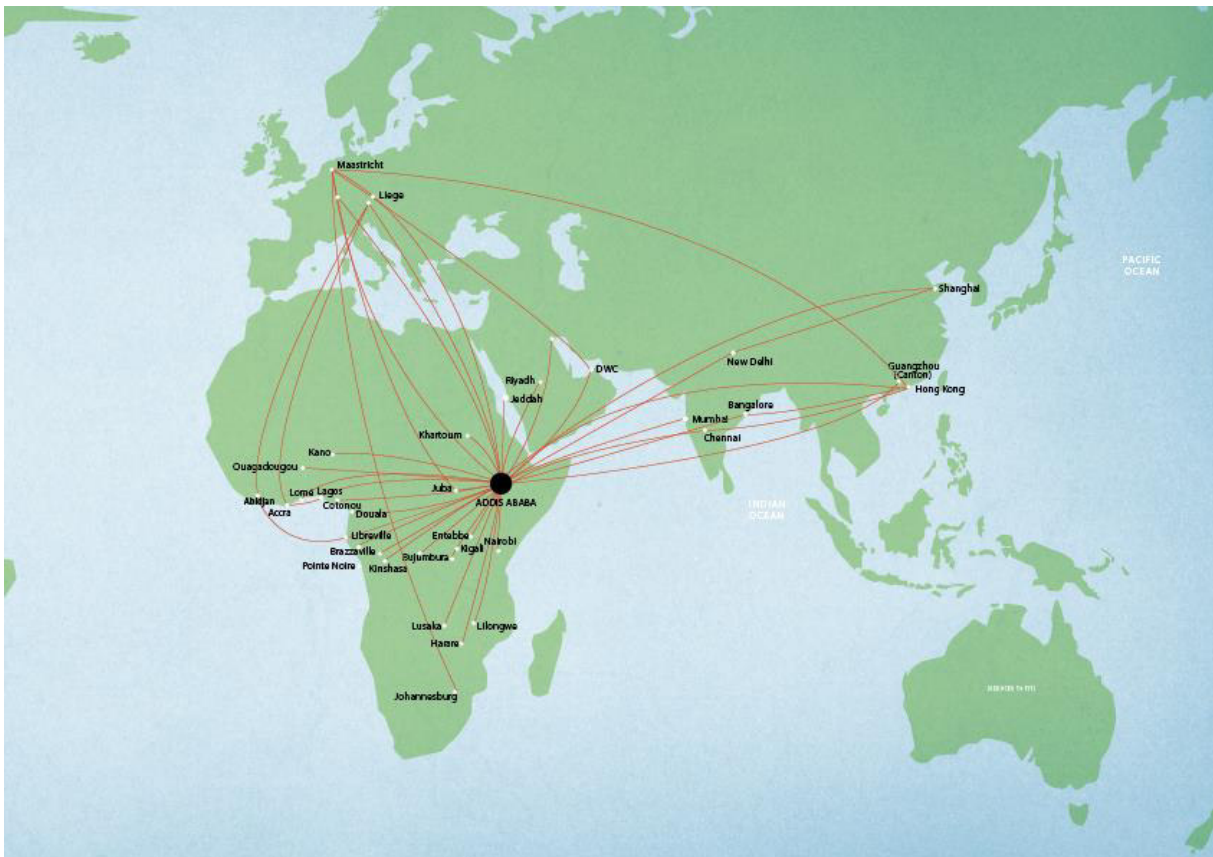 Maastricht
Liege
PACIFIC
OCEAN
Shanghai
New Delhi
Guangzhou
(Canton)
DWC
Riyadh
Hong Kong
Jeddah
Bangalore
Mumbai
Khartoum
Chennai
Kano
Ouagadougou
Juba
Lome
Lagos
Abidjan
Cotonou
ADDIS ABABA
Accra
Douala
INDIAN
OCEAN
Libreville
Entebbe
Nairobi
Brazzaville
Kigali
Bujumbura
Pointe Noire
Kinshasa
Lusaka
Lilongwe
Harare
Johannesburg